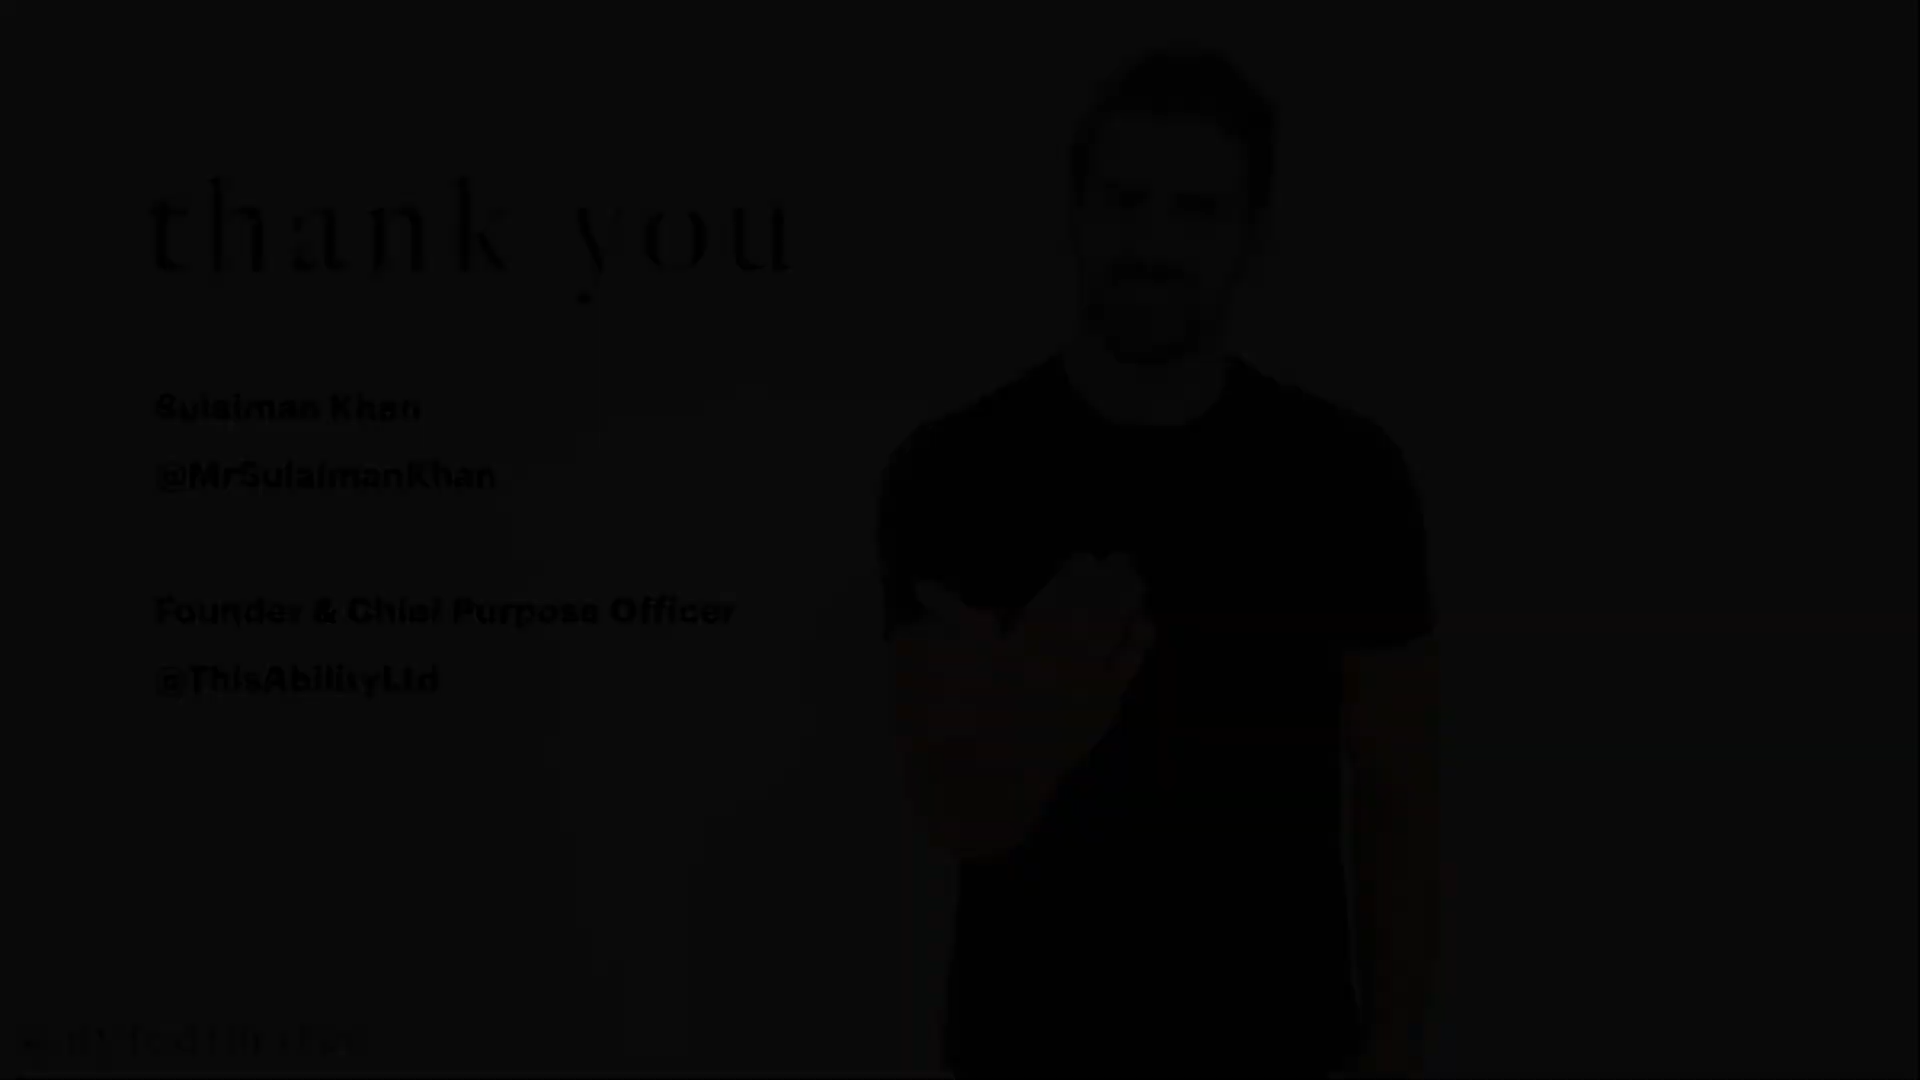 thank you
Sulaiman Khan
@MrSulaimanKhan
Founder & Chief Purpose Officer
@ThisAbilityLtd